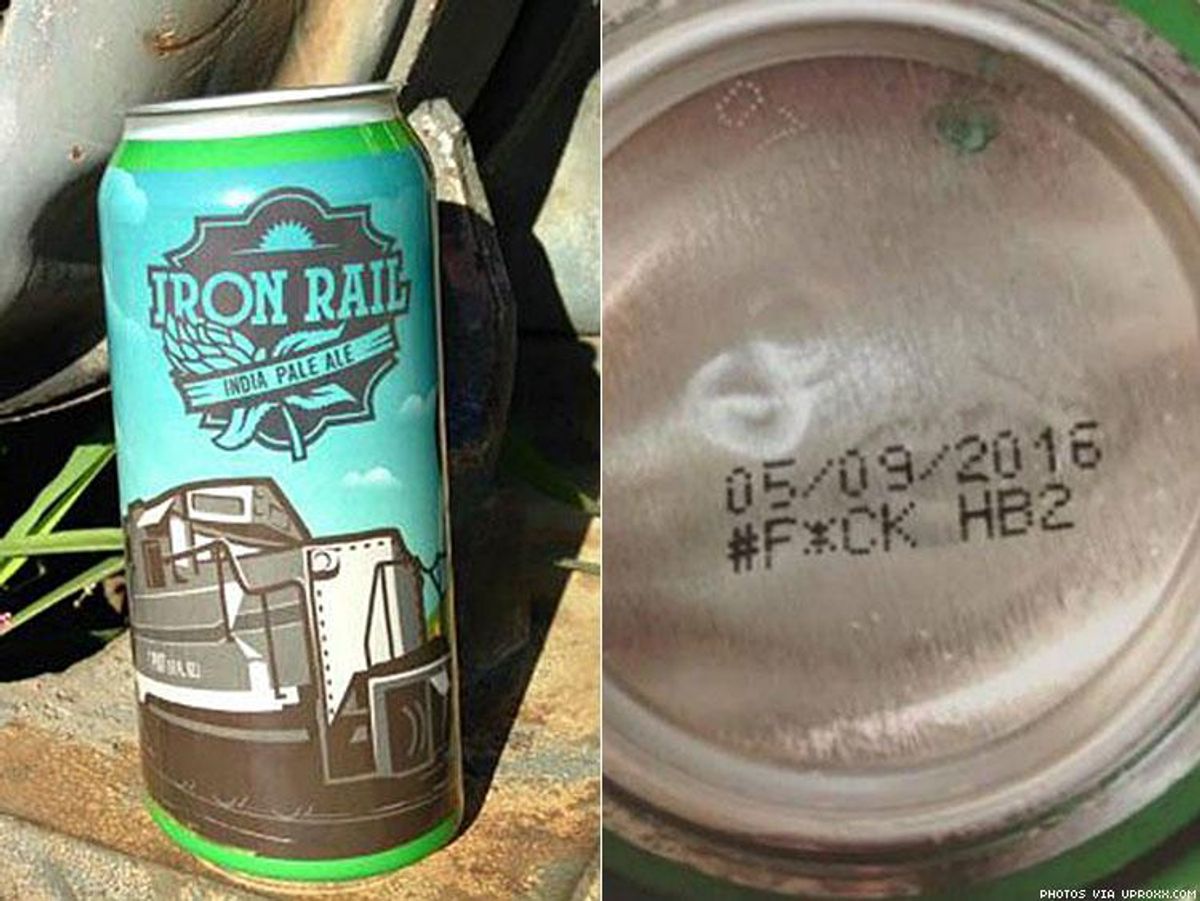 IRON RAIL
INDIA PALE ALE
05/09/2016
#F*CK HB2
PHOTOS VIA UPROXX.COM